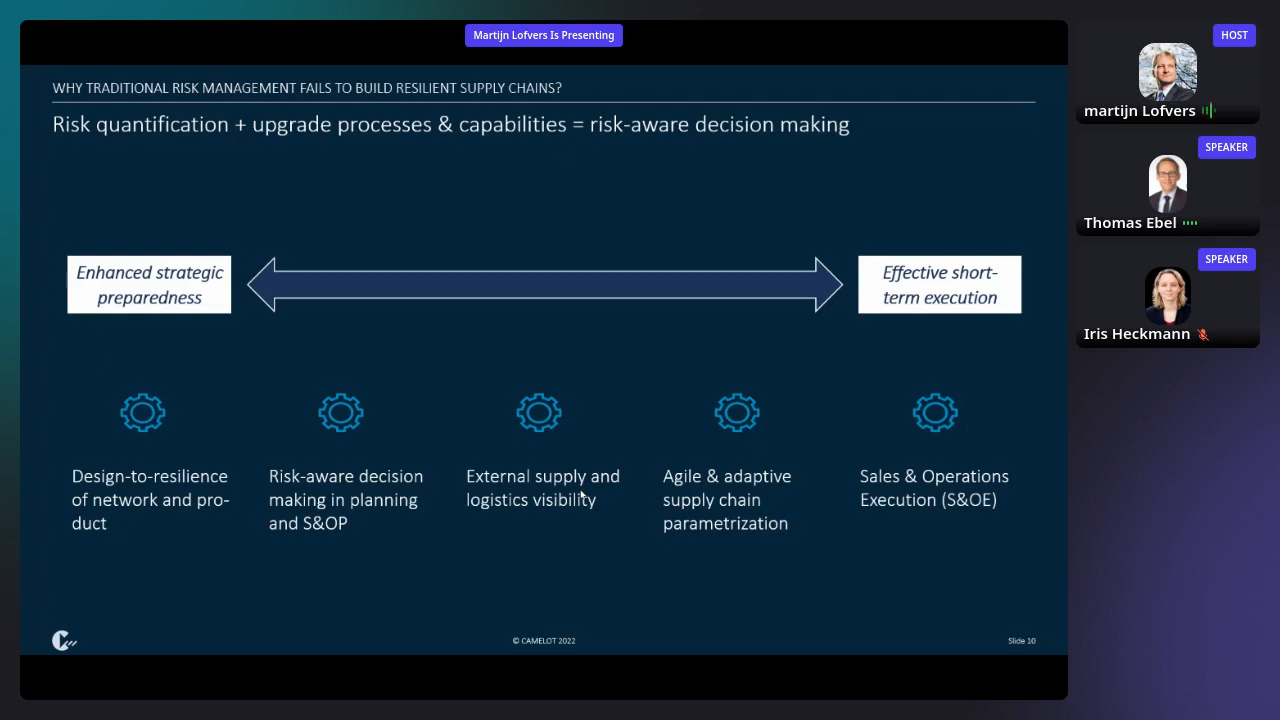 Martijn Lofvers Is Presenting
WHY TRADITIONAL RISK MANAGEMENT FAILS TO BUILD RESILIENT SUPPLY CHAINS?
Risk quantification + upgrade processes & capabilities = risk-aware decision making
Enhanced strategic
preparedness
Effective short-
term execution
Design-to-resilience
of network and pro-
duct
Risk-aware decision
making in planning
and S&OP
External supply and
logistics visibility
Agile & adaptive
supply chain
parametrization
Sales & Operations
Execution (S&OE)
© CAMELOT 2022
Slide 10
HOST
martijn Lofvers
SPEAKER
Thomas Ebel
SPEAKER
Iris Heckmann